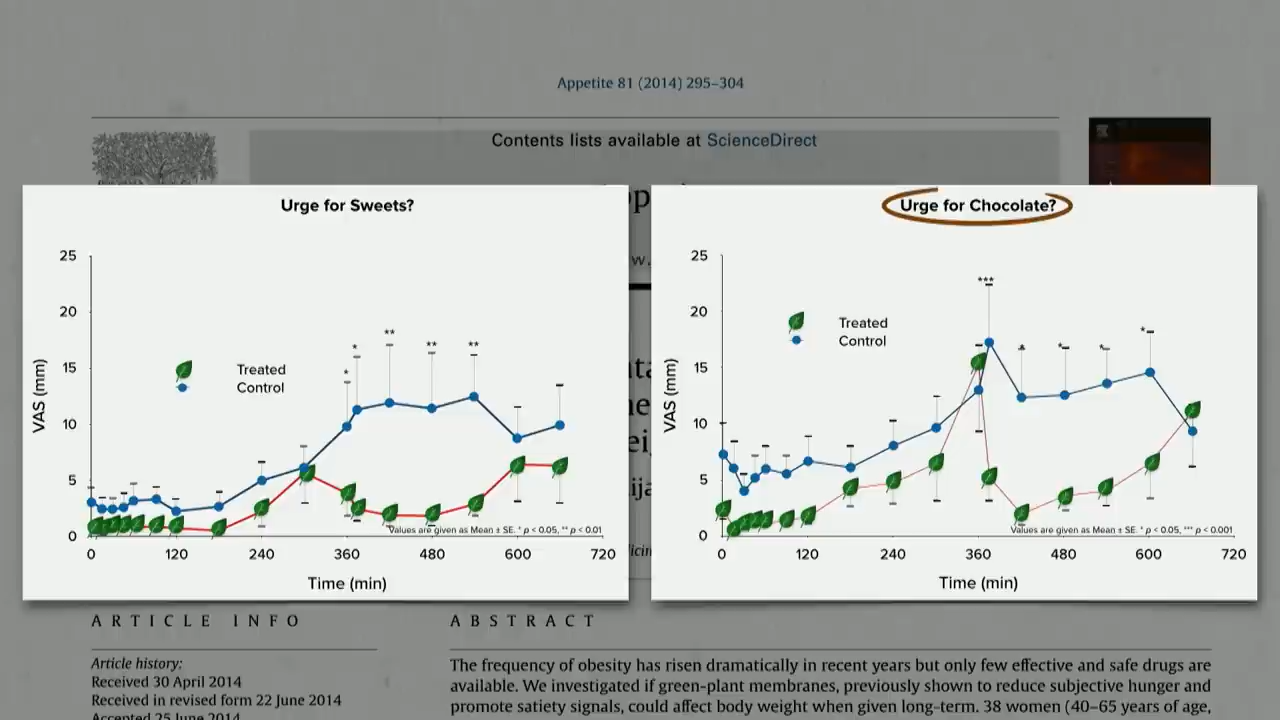 Appetite 81 (2014) 295–304
Contents lists available at ScienceDirect
Urge for Sweets?
25
20
15
10
5
0
VAS (mm)
Treated
Control
*
*
**
**
**
Values are given as Mean ± SE. * p < 0.05, ** p < 0.01
0 120 240 360 480 600 720
Time (min)
Urge for Chocolate?
25
20
15
10
5
0
VAS (mm)
Treated
Control
***
*
*
*
*
Values are given as Mean ± SE. * p < 0.05, *** p < 0.001
0 120 240 360 480 600 720
Time (min)
ARTICLE INFO
Article history:
Received 30 April 2014
Received in revised form 22 June 2014
Accepted 25 June 2014
ABSTRACT
The frequency of obesity has risen dramatically in recent years but only few effective and safe drugs are
available. We investigated if green-plant membranes, previously shown to reduce subjective hunger and
promote satiety signals, could affect body weight when given long-term. 38 women (40–65 years of age,